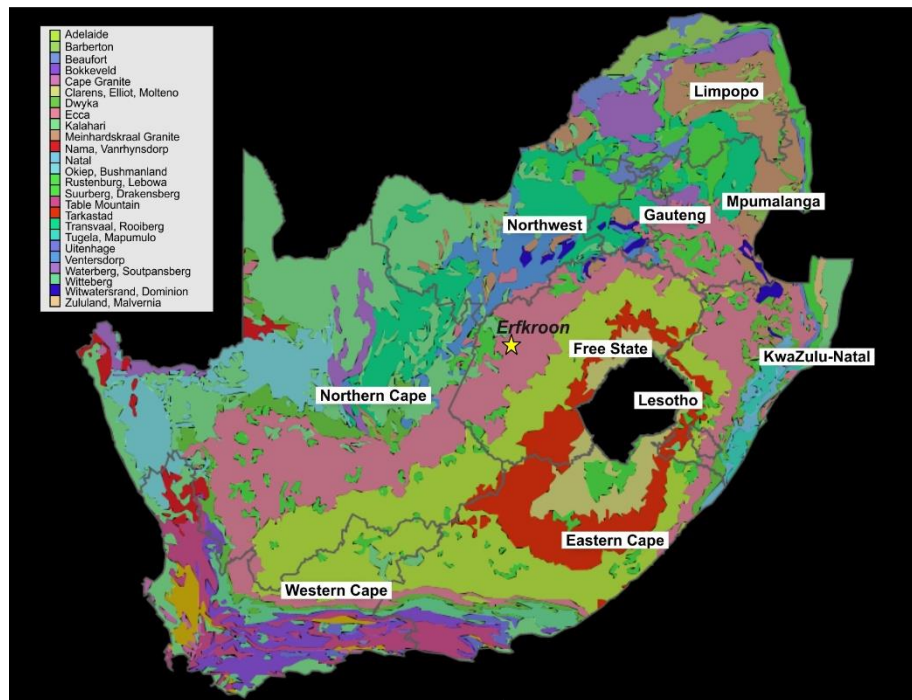 Adelaide
Barberton
Beaufort
Bokkeveld
Cape Granite
Clarens, Elliot, Molteno
Dwyka
Ecca
Kalahari
Meinhardskraal Granite
Nama, Vanrhynsdorp
Natal
Okiep, Bushmanland
Rustenburg, Lebowa
Suurberg, Drakensberg
Table Mountain
Tarkastad
Transvaal, Rooiberg
Tugela, Mapumulo
Uitenhage
Ventersdorp
Waterberg, Soutpansberg
Witteberg
Witwatersrand, Dominion
Zululand, Malvernia
Limpopo
Mpumalanga
Gauteng
Northwest
Erfkroon
Free State
KwaZulu-Natal
Northern Cape
Lesotho
Eastern Cape
Western Cape